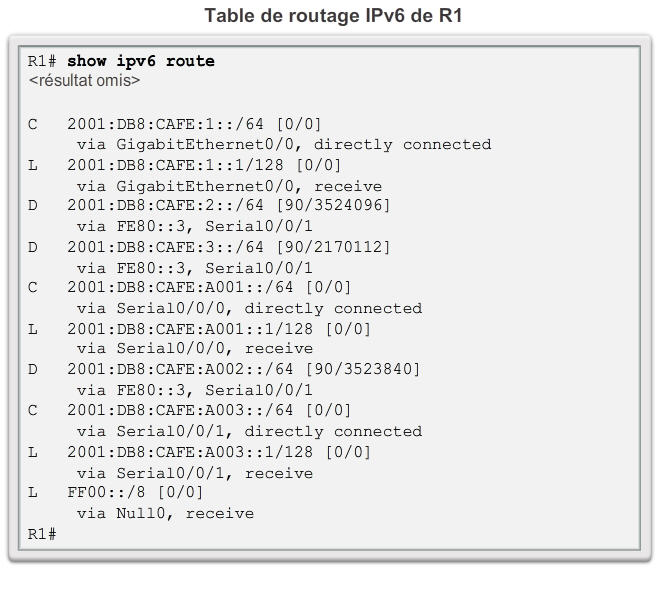 Table de routage IPv6 de R1
R1# show ipv6 route
<résultat omis>
C   2001:DB8:CAFE:1::/64 [0/0]
     via GigabitEthernet0/0, directly connected
L   2001:DB8:CAFE:1::1/128 [0/0]
     via GigabitEthernet0/0, receive
D   2001:DB8:CAFE:2::/64 [90/3524096]
     via FE80::3, Serial0/0/1
D   2001:DB8:CAFE:3::/64 [90/2170112]
     via FE80::3, Serial0/0/1
C   2001:DB8:CAFE:A001::/64 [0/0]
     via Serial0/0/0, directly connected
L   2001:DB8:CAFE:A001::1/128 [0/0]
     via Serial0/0/0, receive
D   2001:DB8:CAFE:A002::/64 [90/3523840]
     via FE80::3, Serial0/0/1
C   2001:DB8:CAFE:A003::/64 [0/0]
     via Serial0/0/1, directly connected
L   2001:DB8:CAFE:A003::1/128 [0/0]
     via Serial0/0/1, receive
L   FF00::/8 [0/0]
     via Null0, receive
R1#